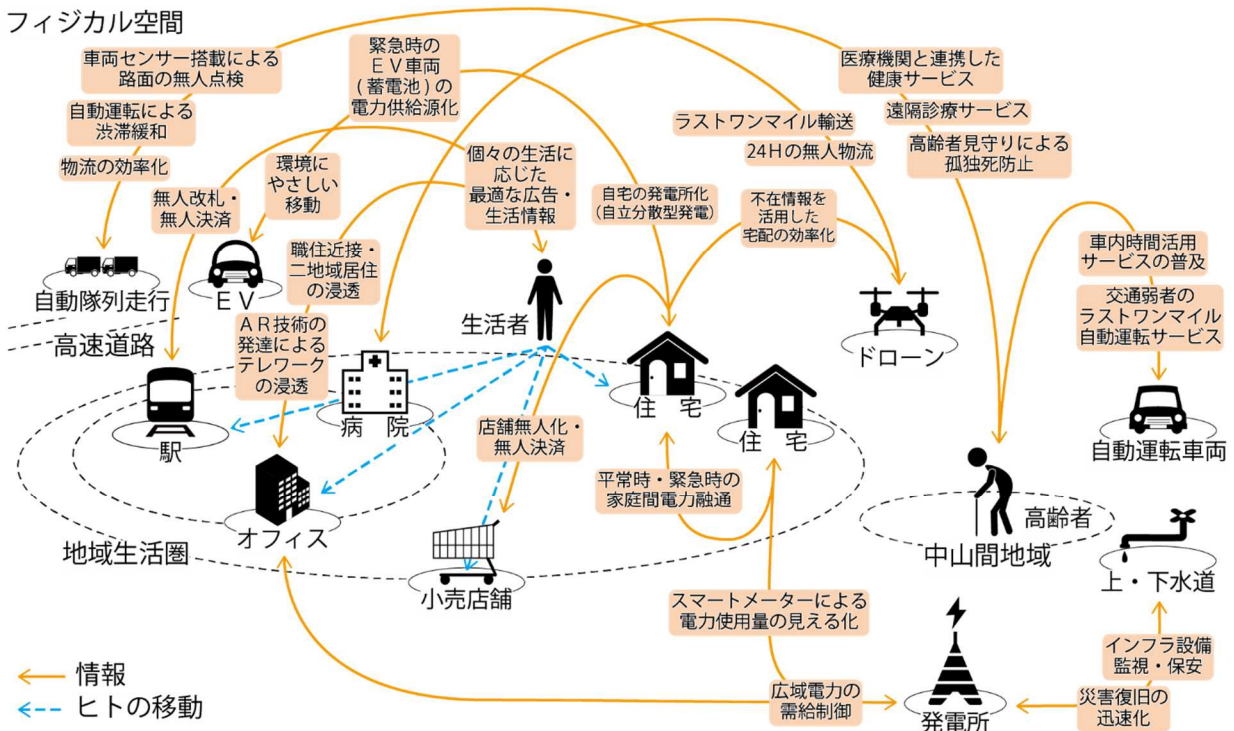 フィジカル空間
車両センサー搭載による
路面の無人点検
自動運転による
渋滞緩和
物流の効率化
無人改札・
無人決済
緊急時の
ＥＶ車両
(蓄電池)の
電力供給源化
環境に
やさしい
移動
個々の生活に
応じた
最適な広告・
生活情報
職住近接・
二地域居住
の浸透
ＡＲ技術の
発達による
テレワーク
の浸透
医療機関と連携した
健康サービス
遠隔診療サービス
高齢者見守りによる
孤独死防止
ラストワンマイル輸送
24Hの無人物流
自宅の発電所化
(自立分散型発電)
不在情報を
活用した
宅配の効率化
車内時間活用
サービスの普及
交通弱者の
ラストワンマイル
自動運転サービス
自動隊列走行
ＥＶ
高速道路
生活者
ドローン
駅
病　院
住　宅
住　宅
自動運転車両
店舗無人化・
無人決済
平常時・緊急時の
家庭間電力融通
オフィス
地域生活圏
小売店舗
高齢者
中山間地域
上・下水道
スマートメーターによる
電力使用量の見える化
インフラ設備
監視・保安
広域電力の
需給制御
発電所
災害復旧の
迅速化
情報
ヒトの移動